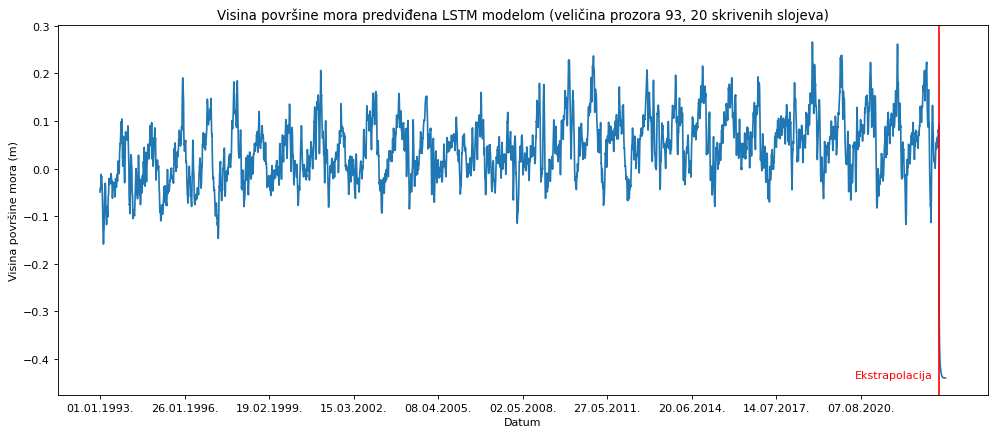 Visina površine mora predviđena LSTM modelom (veličina prozora 93, 20 skrivenih slojeva)
0.3
0.2
0.1
0.0
−0.1
−0.2
−0.3
−0.4
Visina površine mora (m)
Ekstrapolacija
01.01.1993. 26.01.1996. 19.02.1999. 15.03.2002. 08.04.2005. 02.05.2008. 27.05.2011. 20.06.2014. 14.07.2017. 07.08.2020.
Datum